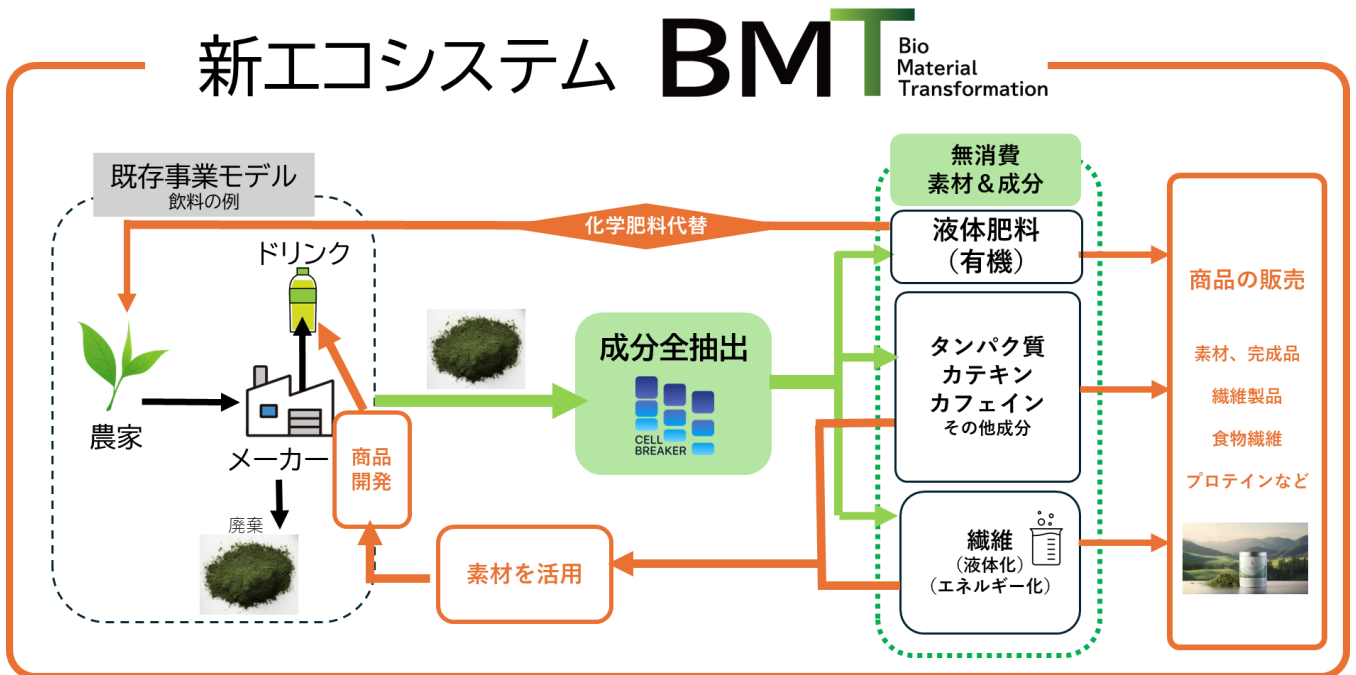 新エコシステム
BMT
Bio
Material
Transformation
既存事業モデル
飲料の例
無消費
素材＆成分
化学肥料代替
液体肥料
（有機）
ドリンク
商品の販売
成分全抽出
タンパク質
カテキン
カフェイン
その他成分
素材、完成品
繊維製品
食物繊維
プロテインなど
CELL
BREAKER
農家
メーカー
商品
開発
廃棄
素材を活用
繊維
(液体化)
(エネルギー化)